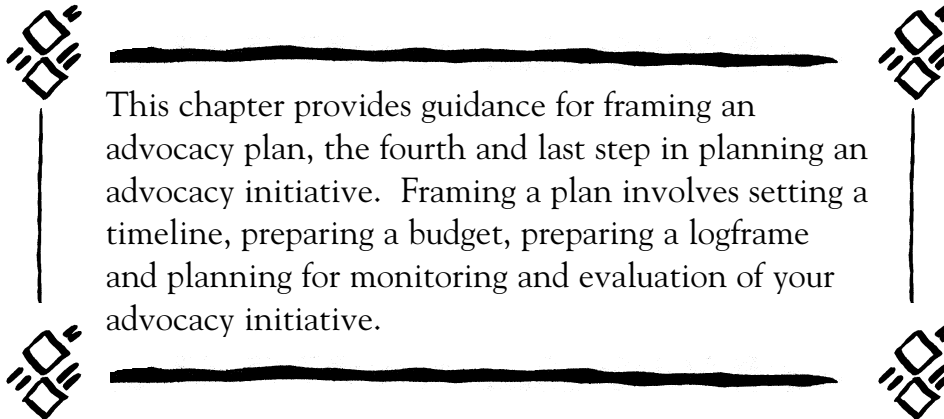 This chapter provides guidance for framing an
advocacy plan, the fourth and last step in planning an
advocacy initiative.  Framing a plan involves setting a
timeline, preparing a budget, preparing a logframe
and planning for monitoring and evaluation of your
advocacy initiative.